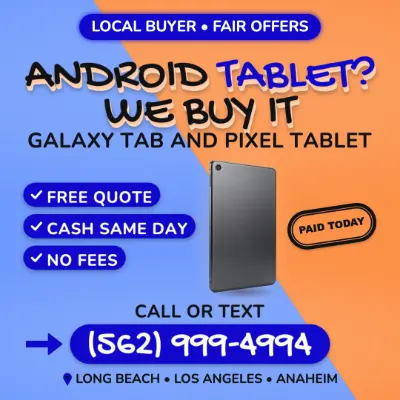 LOCAL BUYER • FAIR OFFERS
ANDROID TABLET?
WE BUY IT
GALAXY TAB AND PIXEL TABLET
FREE QUOTE
CASH SAME DAY
NO FEES
PAID TODAY
CALL OR TEXT
(562) 999-4994
LONG BEACH • LOS ANGELES • ANAHEIM